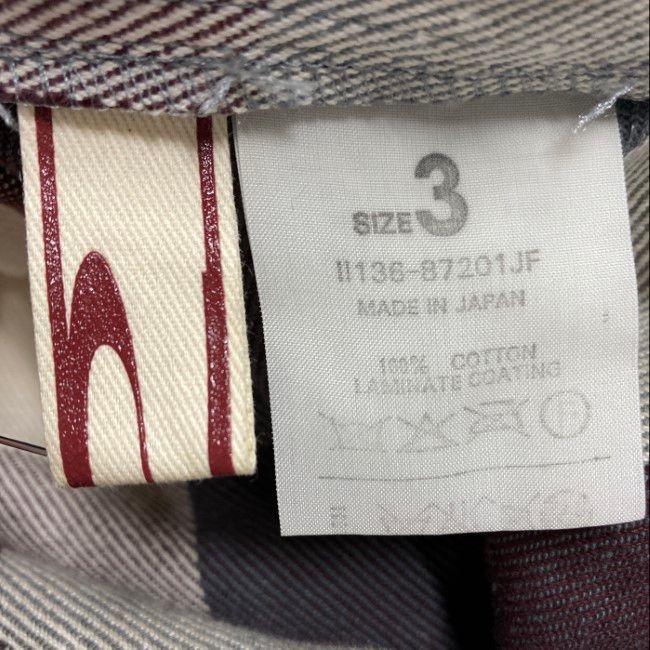 SIZE 3
II136-87201JF
MADE IN JAPAN
100% COTTON
LAMINATE COATING